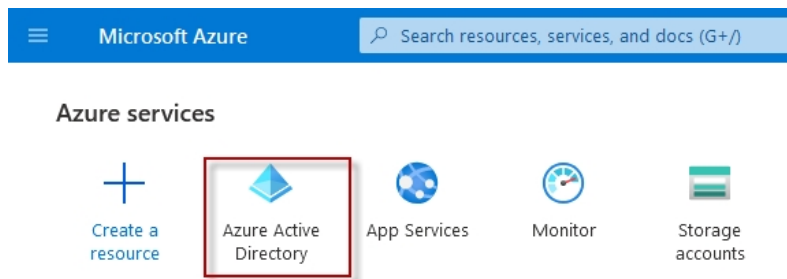 Microsoft Azure
Search resources, services, and docs (G+/)
Azure services
Create a
resource
Azure Active
Directory
App Services
Monitor
Storage
accounts